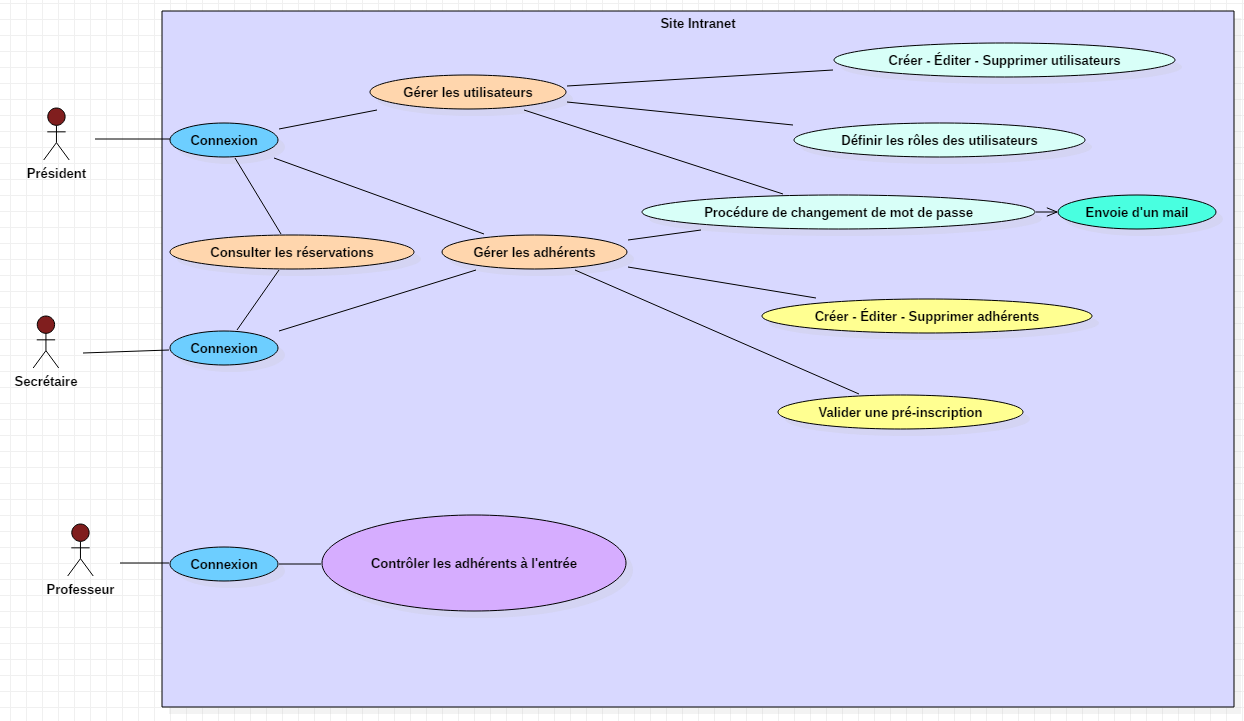 Site Intranet
Créer - Éditer - Supprimer utilisateurs
Gérer les utilisateurs
Connexion
Définir les rôles des utilisateurs
Président
Procédure de changement de mot de passe
Envoie d'un mail
Consulter les réservations
Gérer les adhérents
Créer - Éditer - Supprimer adhérents
Connexion
Secrétaire
Valider une pré-inscription
Connexion
Contrôler les adhérents à l'entrée
Professeur